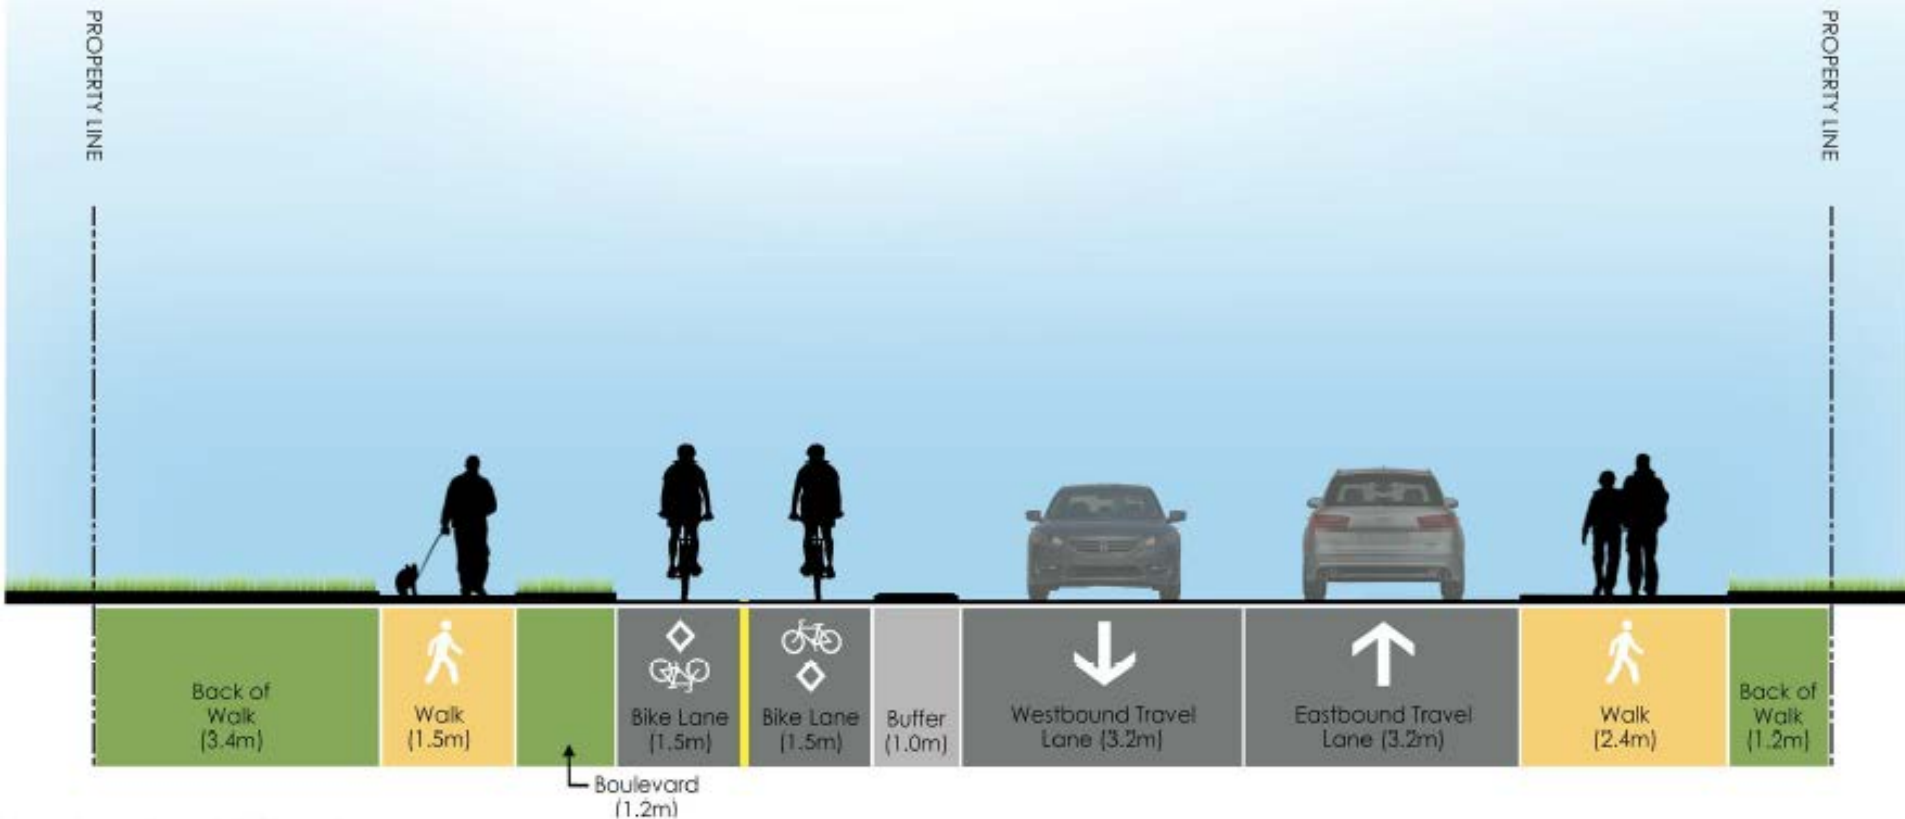 PROPERTY LINE
PROPERTY LINE
Back of
Walk
(3.4m)
Walk
(1.5m)
Boulevard
(1.2m)
Bike Lane
(1.5m)
Bike Lane
(1.5m)
Buffer
(1.0m)
Westbound Travel
Lane (3.2m)
Eastbound Travel
Lane (3.2m)
Walk
(2.4m)
Back of
Walk
(1.2m)